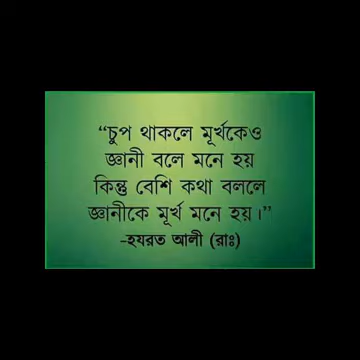 “চুপ থাকলে মূর্খকেও
জ্ঞানী বলে মনে হয়
কিন্তু বেশি কথা বললে
জ্ঞানীকে মূর্খ মনে হয়।”
-হযরত আলী (রাঃ)